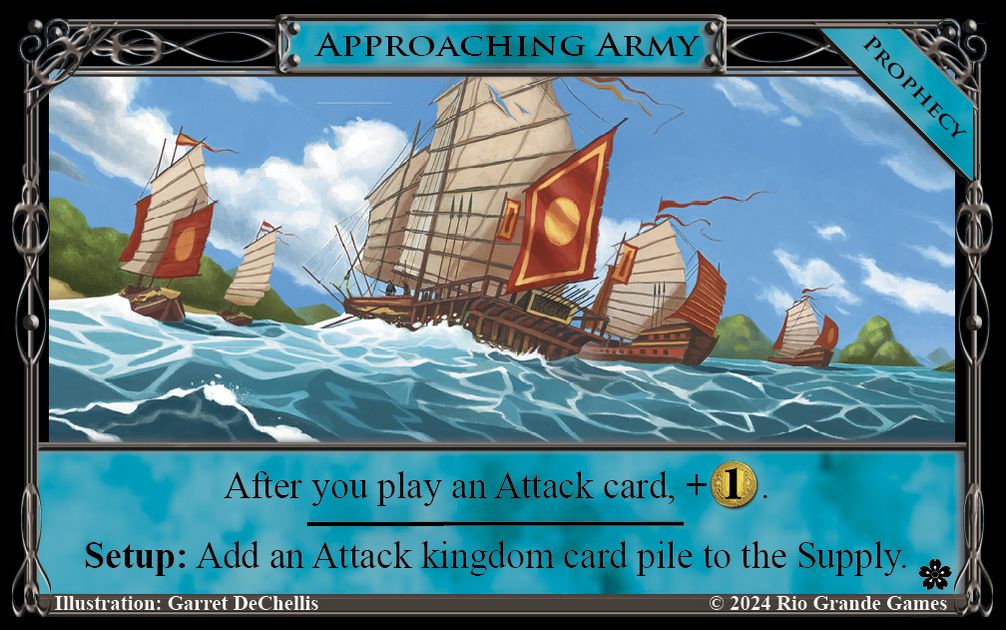 Approaching Army
Prophecy
After you play an Attack card, +1.
Setup: Add an Attack kingdom card pile to the Supply.
Illustration: Garret DeChellis
© 2024 Rio Grande Games